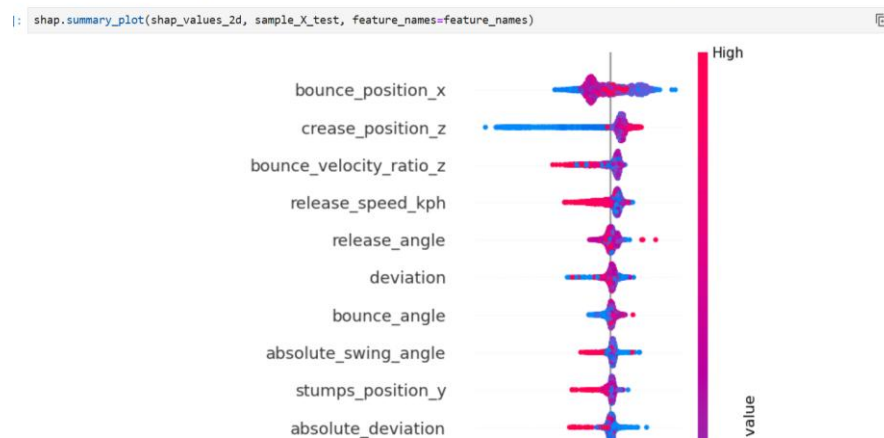 ]: shap.summary_plot(shap_values_2d, sample_X_test, feature_names=feature_names)
High
bounce_position_x
crease_position_z
bounce_velocity_ratio_z
release_speed_kph
release_angle
deviation
bounce_angle
absolute_swing_angle
stumps_position_y
absolute_deviation
value